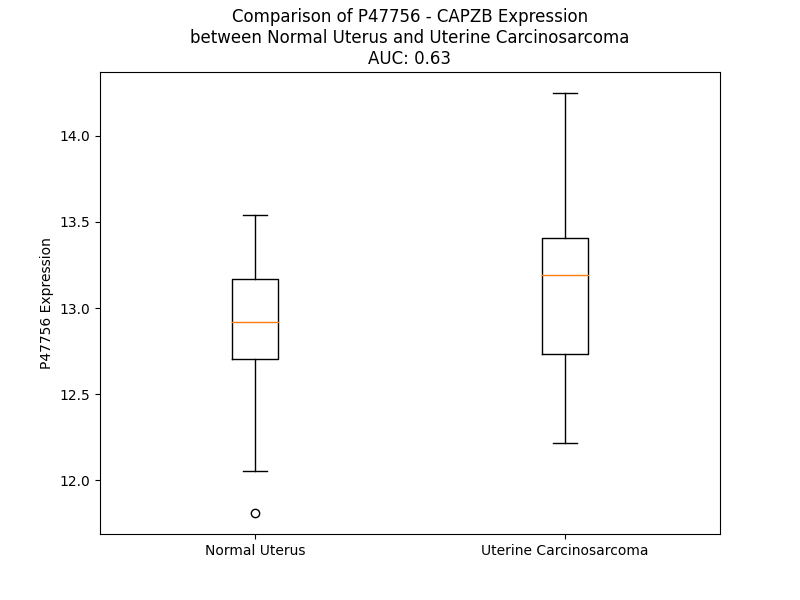 Comparison of P47756 - CAPZB Expression
between Normal Uterus and Uterine Carcinosarcoma
AUC: 0.63
14.0
13.5
13.0
12.5
12.0
P47756 Expression
Normal Uterus
Uterine Carcinosarcoma